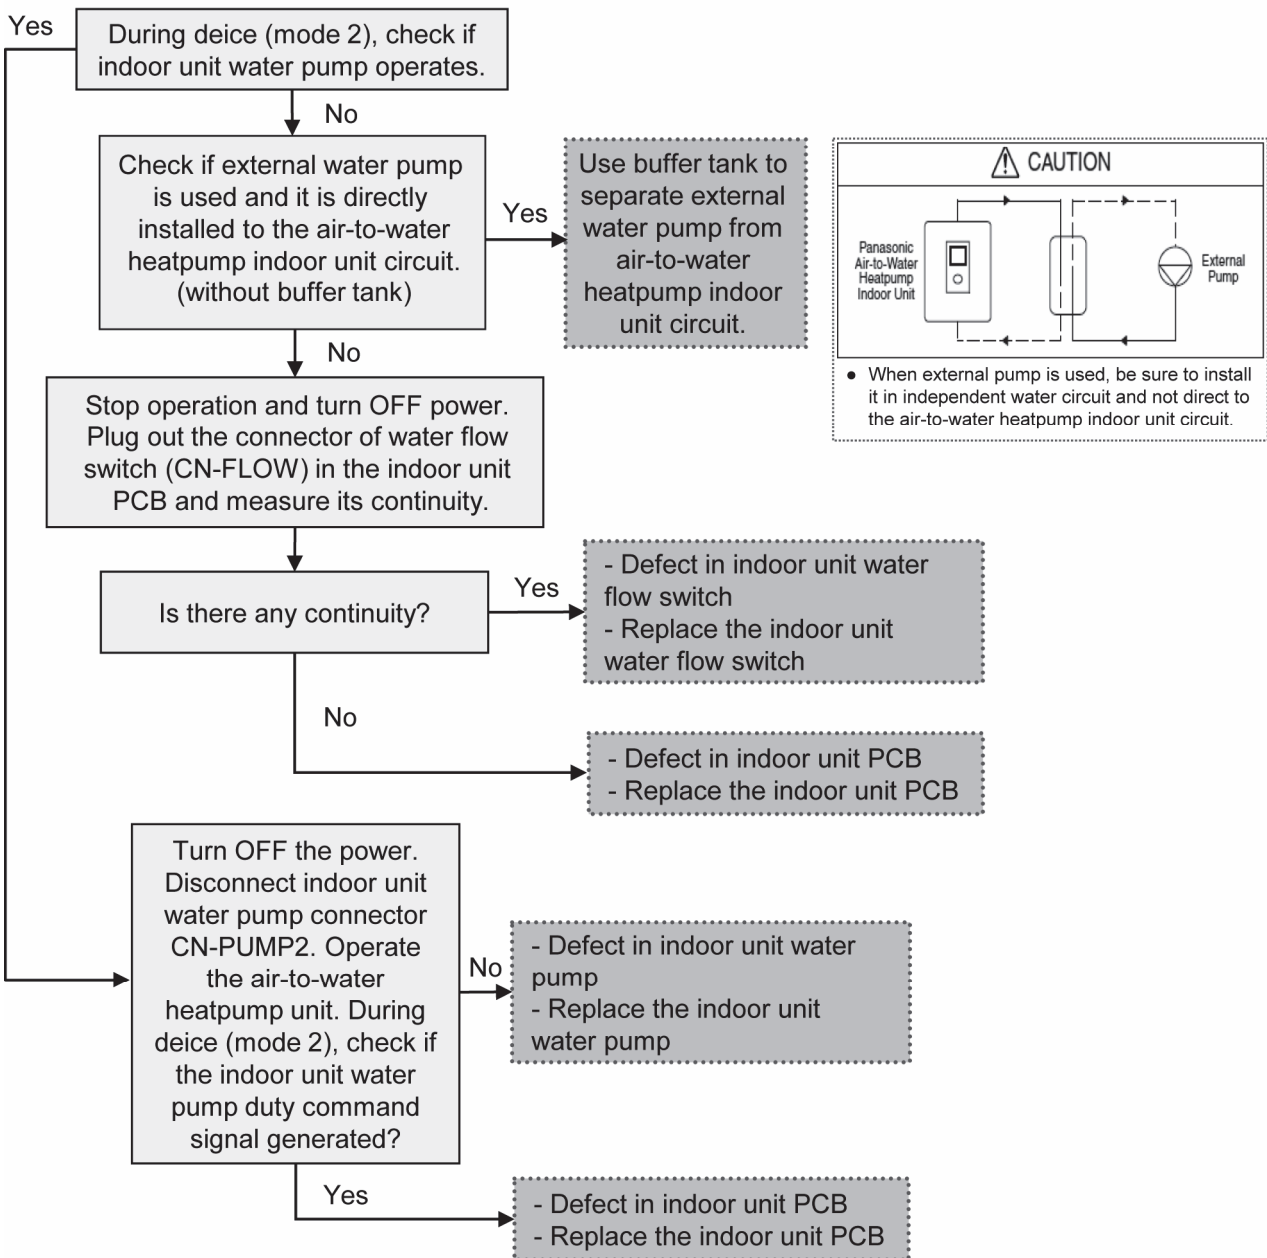 Yes
During deice (mode 2), check if
indoor unit water pump operates.
No
Check if external water pump
is used and it is directly
installed to the air-to-water
heatpump indoor unit circuit.
(without buffer tank)
Yes
Use buffer tank to
separate external
water pump from
air-to-water
heatpump indoor
unit circuit.
CAUTION
Panasonic
Air-to-Water
Heatpump
Indoor Unit
External
Pump
● When external pump is used, be sure to install
it in independent water circuit and not direct to
the air-to-water heatpump indoor unit circuit.
No
Stop operation and turn OFF power.
Plug out the connector of water flow
switch (CN-FLOW) in the indoor unit
PCB and measure its continuity.
Is there any continuity?
Yes
- Defect in indoor unit water
flow switch
- Replace the indoor unit
water flow switch
No
- Defect in indoor unit PCB
- Replace the indoor unit PCB
Turn OFF the power.
Disconnect indoor unit
water pump connector
CN-PUMP2. Operate
the air-to-water
heatpump unit. During
deice (mode 2), check if
the indoor unit water
pump duty command
signal generated?
No
- Defect in indoor unit water
pump
- Replace the indoor unit
water pump
Yes
- Defect in indoor unit PCB
- Replace the indoor unit PCB